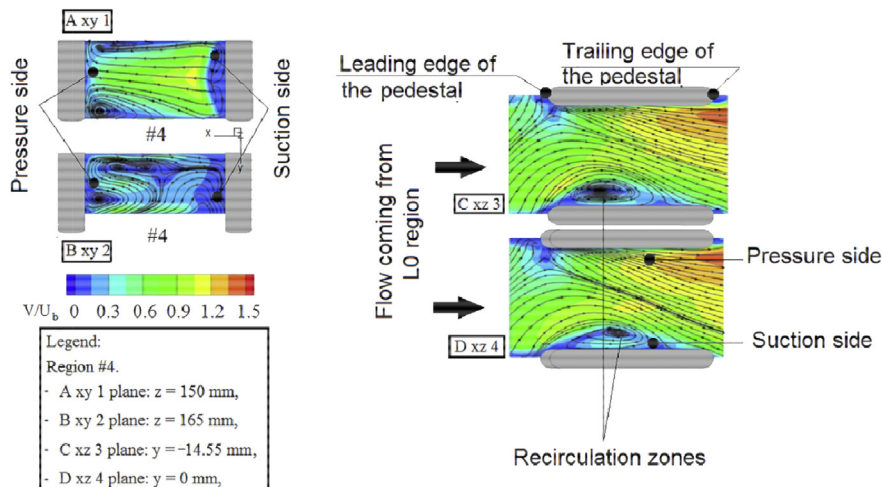 A xy 1
Pressure side
Suction side
#4
x
z
y
B xy 2
#4
V/Ub 0 0.3 0.6 0.9 1.2 1.5
Legend:
Region #4.
- A xy 1 plane: z = 150 mm,
- B xy 2 plane: z = 165 mm,
- C xz 3 plane: y = −14.55 mm,
- D xz 4 plane: y = 0 mm,
Leading edge of
the pedestal
Trailing edge of
the pedestal
Flow coming from
L0 region
C xz 3
D xz 4
Pressure side
Suction side
Recirculation zones